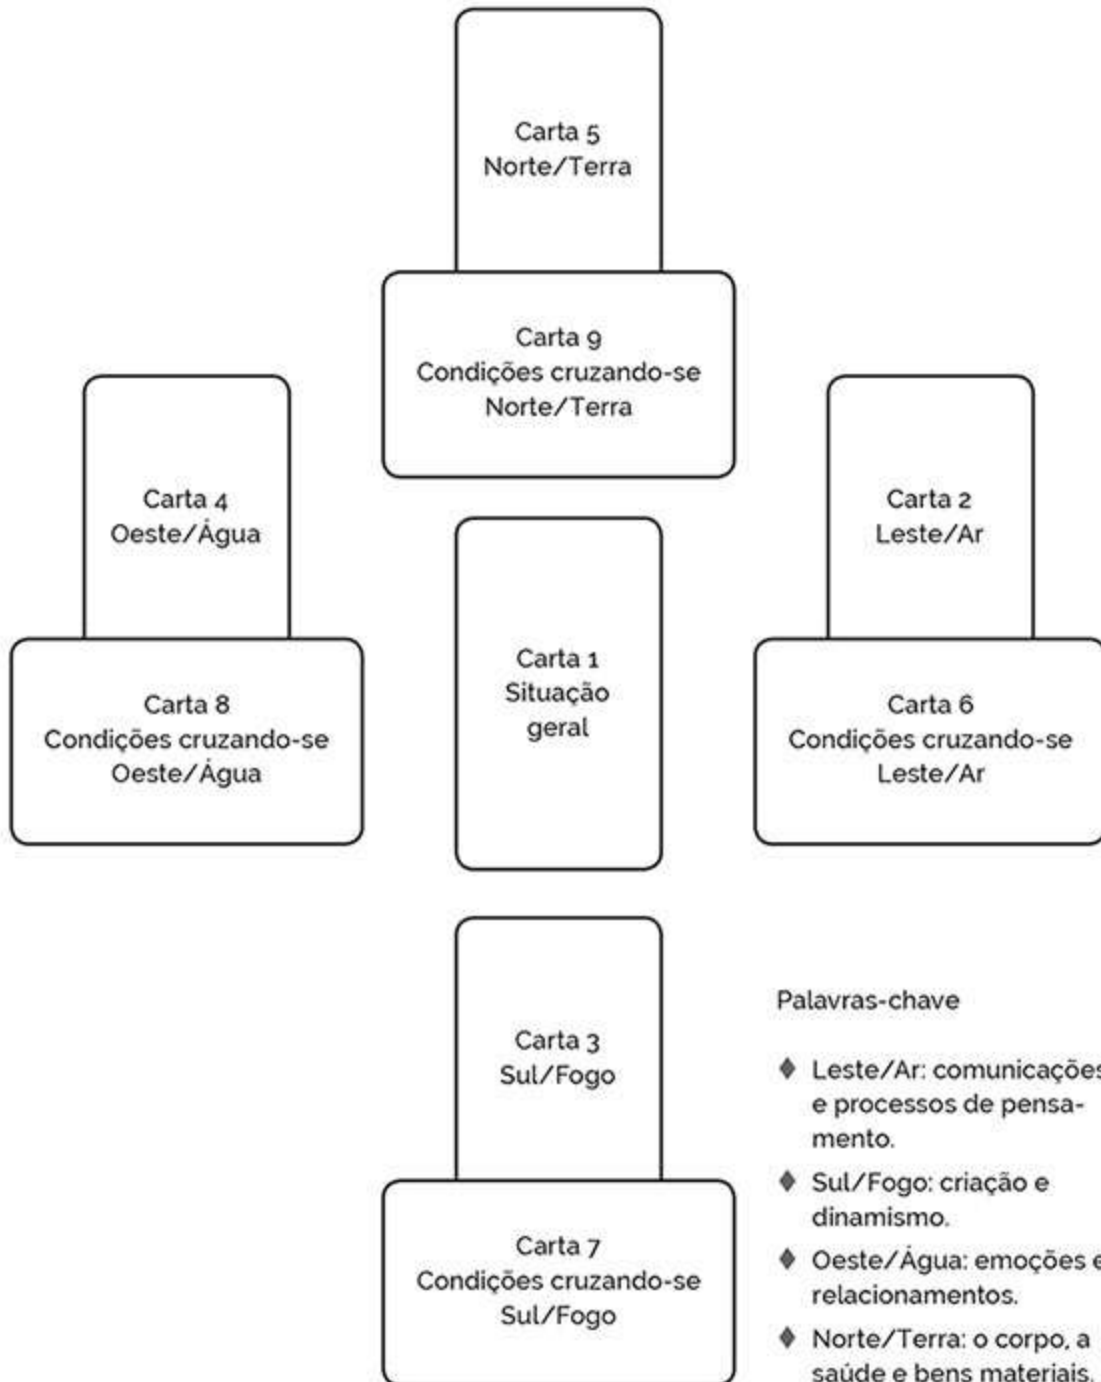 Carta 5
Norte/Terra
Carta 9
Condições cruzando-se
Norte/Terra
Carta 4
Oeste/Água
Carta 2
Leste/Ar
Carta 8
Condições cruzando-se
Oeste/Água
Carta 1
Situação
geral
Carta 6
Condições cruzando-se
Leste/Ar
Carta 3
Sul/Fogo
Carta 7
Condições cruzando-se
Sul/Fogo
Palavras-chave
♦ Leste/Ar: comunicações
e processos de pensa-
mento.
♦ Sul/Fogo: criação e
dinamismo.
♦ Oeste/Água: emoções e
relacionamentos.
♦ Norte/Terra: o corpo, a
saúde e bens materiais.